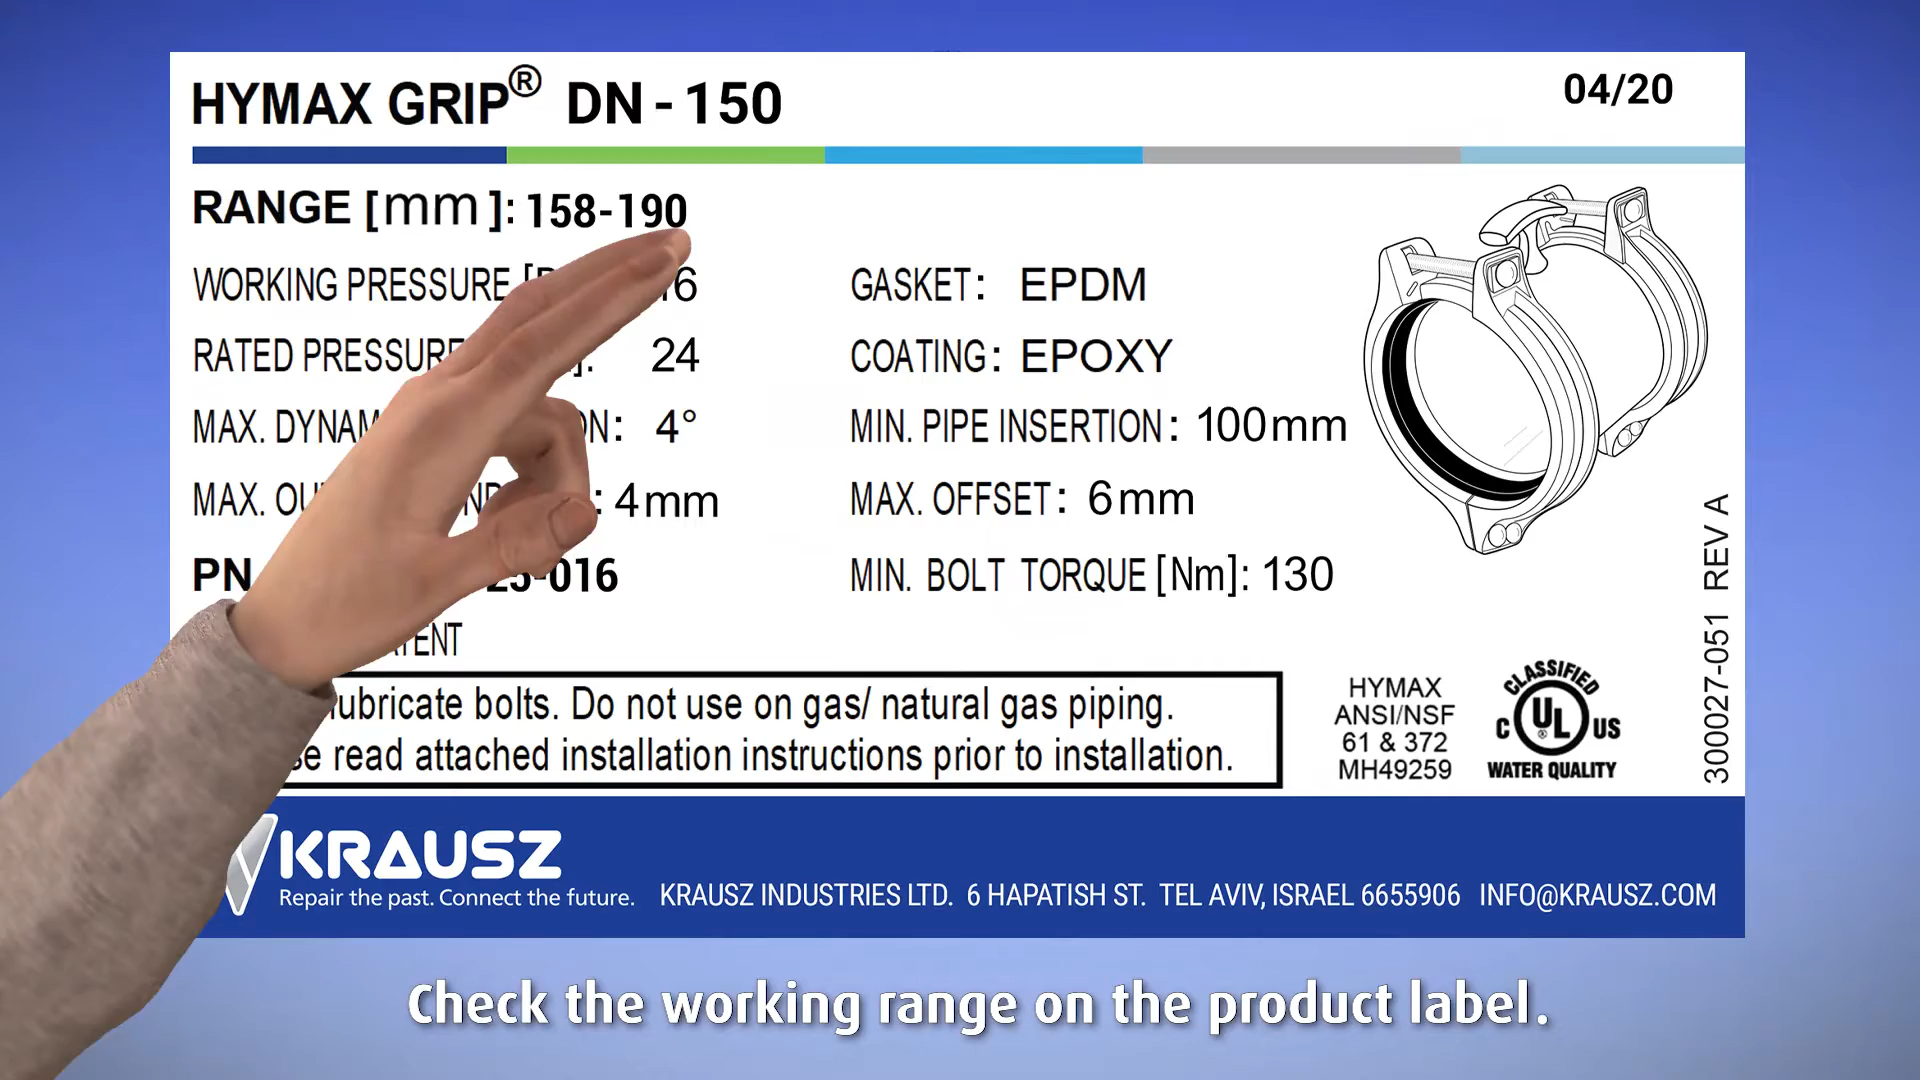 HYMAX GRIP® DN - 150
04/20
RANGE [mm]: 158-190
WORKING PRESSURE 6
RATED PRESSURE 24
MAX. 4°
MAX. : 4mm
PN 25-016
GASKET: EPDM
COATING: EPOXY
MIN. PIPE INSERTION: 100mm
MAX. OFFSET: 6mm
MIN. BOLT TORQUE [Nm]: 130
lubricate bolts. Do not use on gas/ natural gas piping.
read attached installation instructions prior to installation.
HYMAX
ANSI/NSF
61 & 372
MH49259
CLASSIFIED
C UL® US
WATER QUALITY
300027-051 REV A
KRAUSZ
Repair the past. Connect the future.
KRAUSZ INDUSTRIES LTD. 6 HAPATISH ST. TEL AVIV, ISRAEL 6655906 INFO@KRAUSZ.COM
Check the working range on the product label.